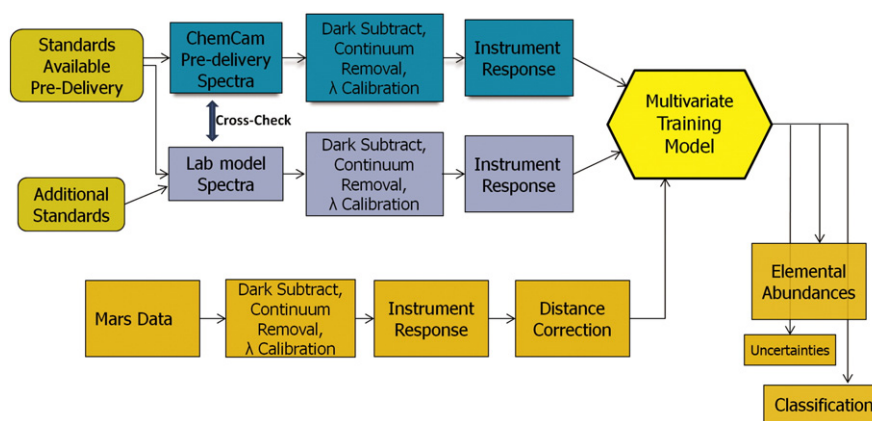 Standards
Available
Pre-Delivery
ChemCam
Pre-delivery
Spectra
Dark Subtract,
Continuum
Removal,
λ Calibration
Instrument
Response
Cross-Check
Multivariate
Training
Model
Additional
Standards
Lab model
Spectra
Dark Subtract,
Continuum
Removal,
λ Calibration
Instrument
Response
Mars Data
Dark Subtract,
Continuum
Removal,
λ Calibration
Instrument
Response
Distance
Correction
Elemental
Abundances
Uncertainties
Classification